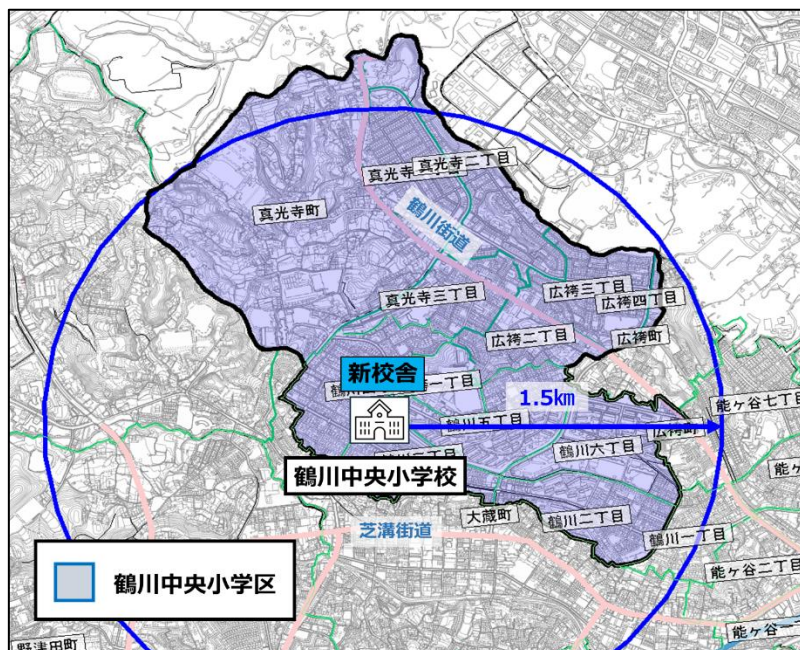 真光寺二丁目
真光寺町
鶴川街道
広袴三丁目
真光寺三丁目
広袴四丁目
広袴二丁目
広袴町
新校舎
一丁目
1.5㎞
能ヶ谷七丁目
鶴川五丁目
広袴町
鶴川六丁目
鶴川中央小学校
大蔵町
鶴川二丁目
芝溝街道
鶴川一丁目
能ヶ谷二丁目
鶴川中央小学区
野津田町